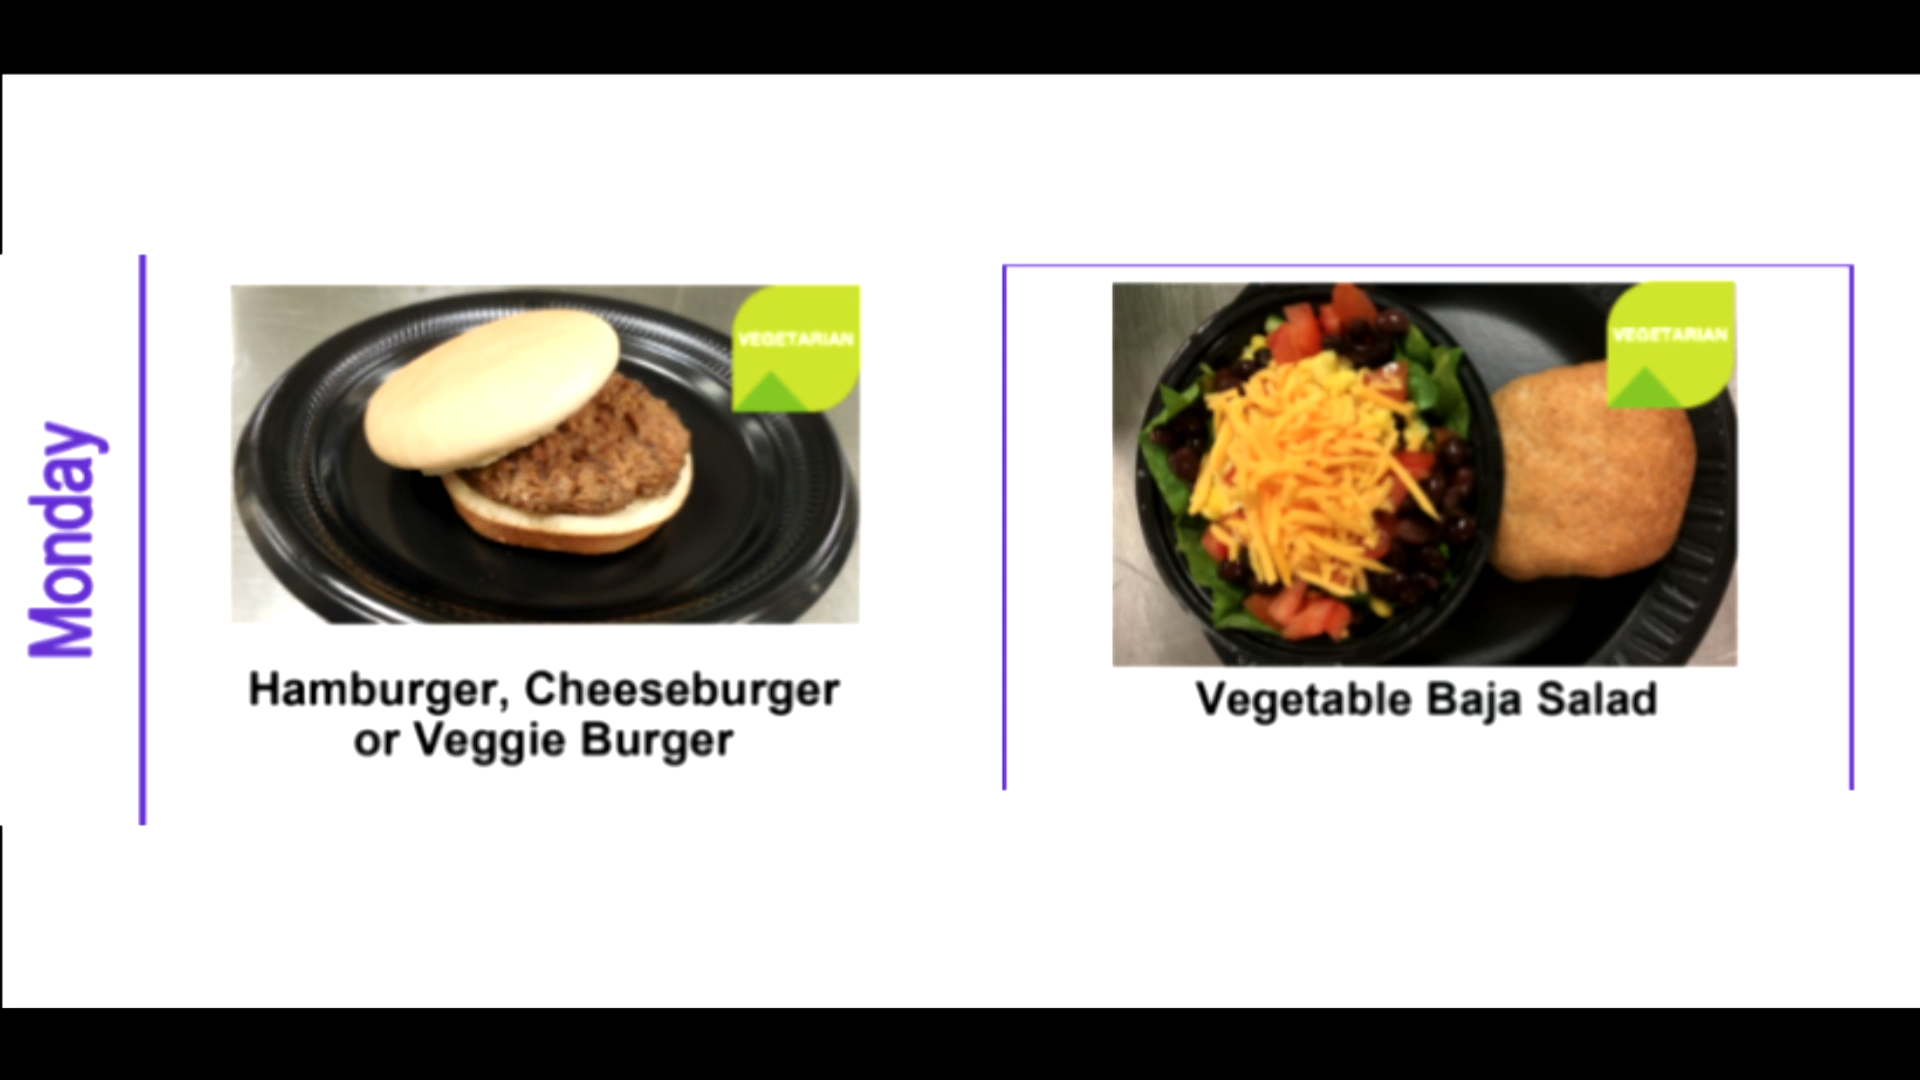 Monday
VEGETARIAN
Hamburger, Cheeseburger
or Veggie Burger
VEGETARIAN
Vegetable Baja Salad